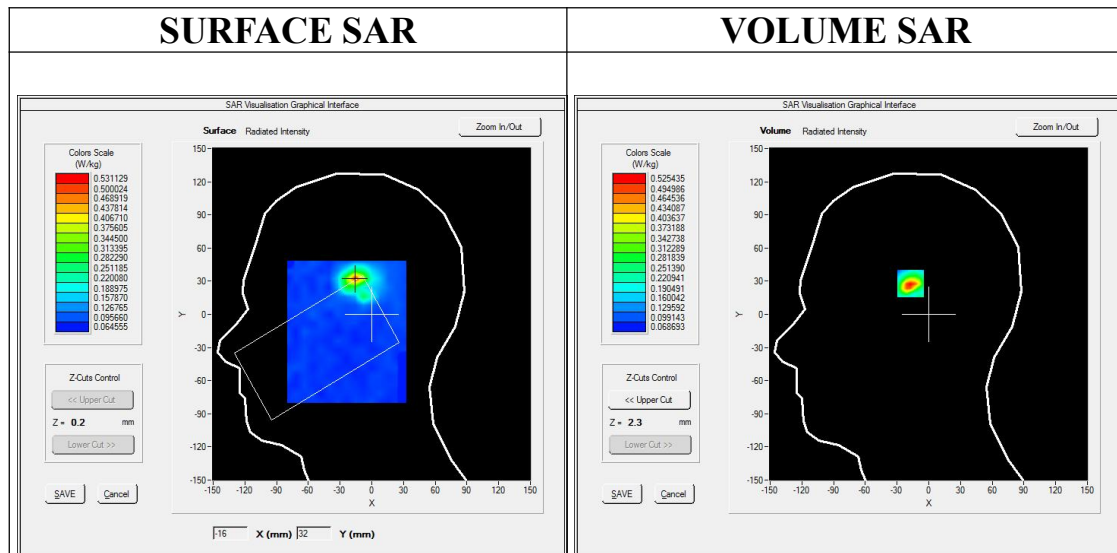 SURFACE SAR
VOLUME SAR
SAR Visualisation Graphical Interface
Surface Radiated Intensity
Zoom In/Out
Colors Scale
(W/kg)
0.531129
0.500024
0.468919
0.437814
0.406710
0.375605
0.344500
0.313395
0.282290
0.251185
0.220080
0.188975
0.157870
0.126765
0.095660
0.064555
Z-Cuts Control
<< Upper Cut
Z = 0.2 mm
Lower Cut >>
SAVE Cancel
150
120
90
60
30
0
-30
-60
-90
-120
-150
Y
-150 -120 -90 -60 -30 0 30 60 90 120 150
X
-16 X (mm) 32 Y (mm)
SAR Visualisation Graphical Interface
Volume Radiated Intensity
Zoom In/Out
Colors Scale
(W/kg)
0.525435
0.494986
0.464536
0.434087
0.403637
0.373188
0.342738
0.312289
0.281839
0.251390
0.220941
0.190491
0.160042
0.129592
0.099143
0.068693
Z-Cuts Control
<< Upper Cut
Z = 2.3 mm
Lower Cut >>
SAVE Cancel
150
120
90
60
30
0
-30
-60
-90
-120
-150
Y
-150 -120 -90 -60 -30 0 30 60 90 120 150
X